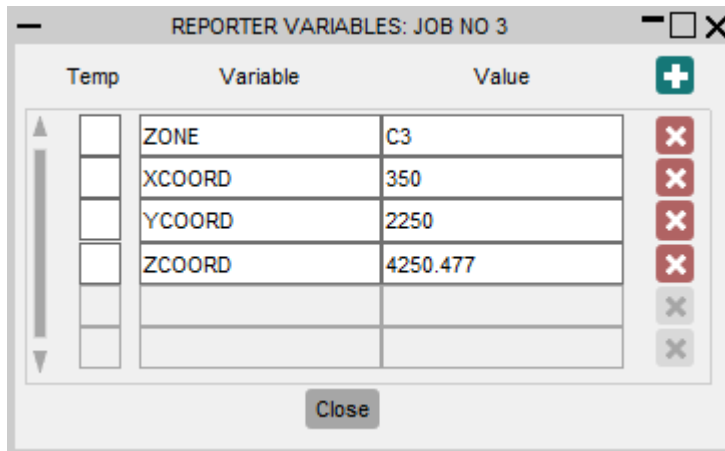 REPORTER VARIABLES: JOB NO 3
Temp Variable Value
ZONE C3
XCOORD 350
YCOORD 2250
ZCOORD 4250.477
Close